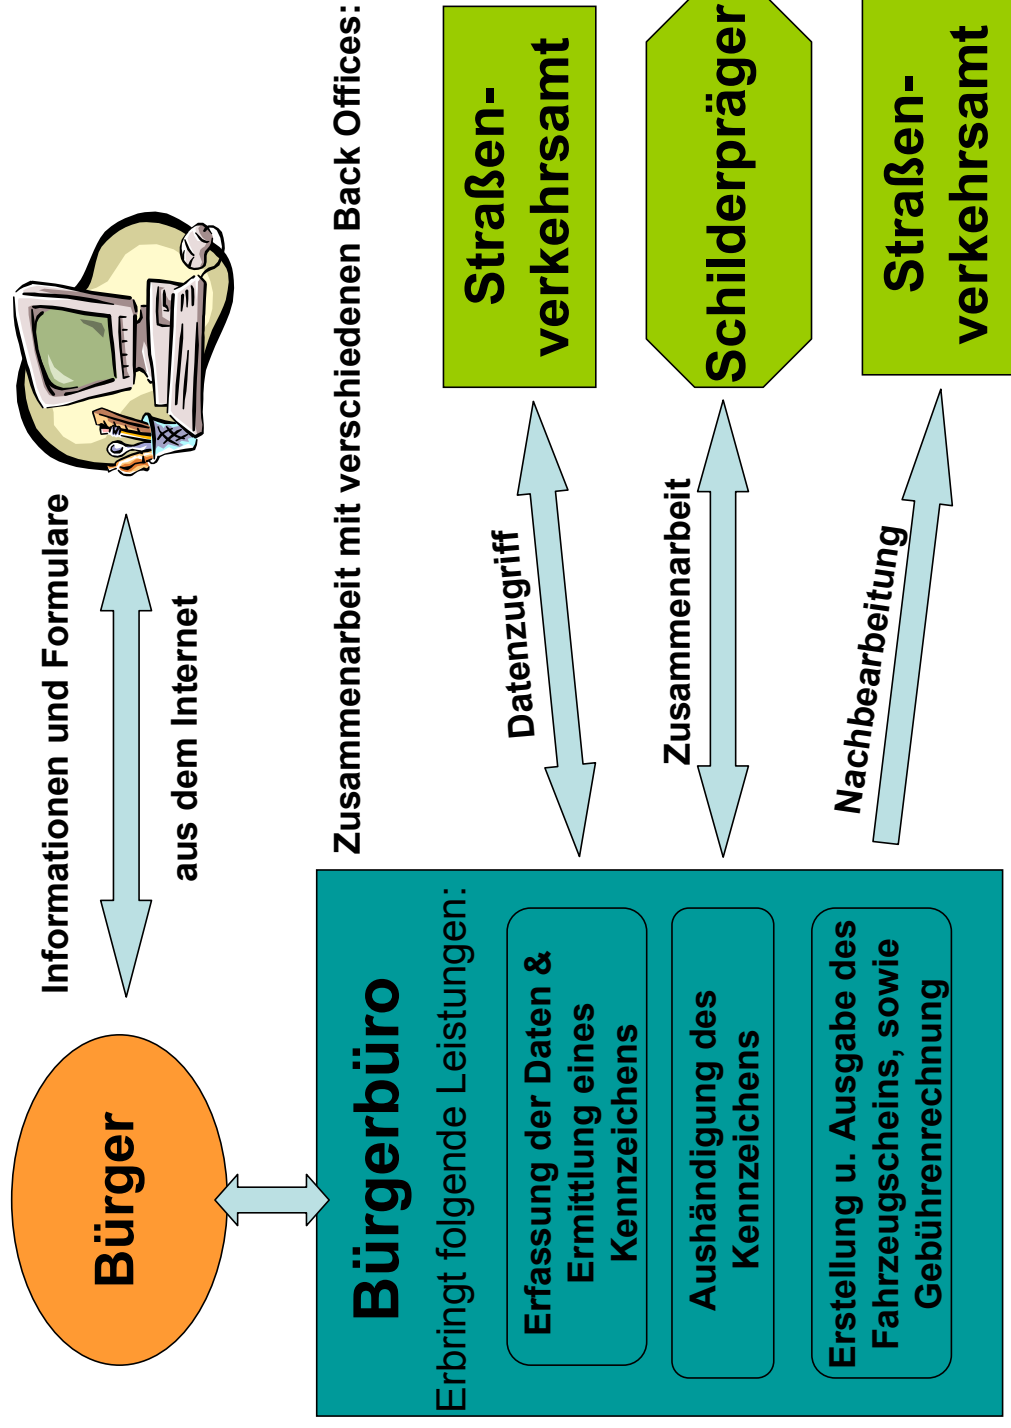 Bürger
Informationen und Formulare
aus dem Internet
Bürgerbüro
Erbringt folgende Leistungen:
Erfassung der Daten &
Ermittlung eines
Kennzeichens
Aushändigung des
Kennzeichens
Erstellung u. Ausgabe des
Fahrzeugscheins, sowie
Gebührenrechnung
Zusammenarbeit mit verschiedenen Back Offices:
Datenzugriff
Straßen-
verkehrsamt
Zusammenarbeit
Schilderpräger
Nachbearbeitung
Straßen-
verkehrsamt